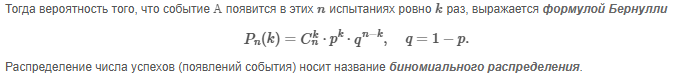 Тогда вероятность того, что событие A появится в этих n испытаниях ровно k раз, выражается формулой Бернулли
Pₙ(k) = Cₙᵏ · pᵏ · qⁿ⁻ᵏ, q = 1 − p.
Распределение числа успехов (появлений события) носит название биномиального распределения.